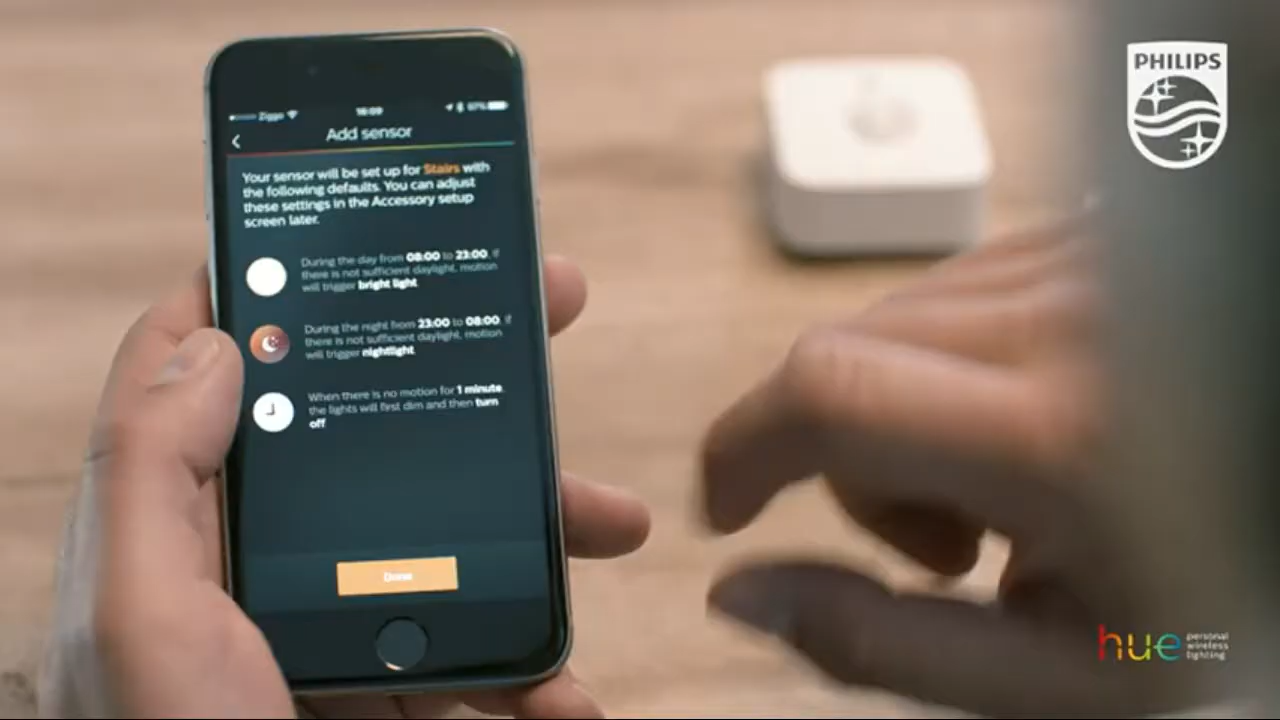 Ziggo 16:09 97%
Add sensor
Your sensor will be set up for Stairs with
the following defaults. You can adjust
these settings in the Accessory setup
screen later.
During the day from 08:00 to 23:00, if
there is not sufficient daylight, motion
will trigger bright light.
During the night from 23:00 to 08:00, if
there is not sufficient daylight, motion
will trigger nightlight.
When there is no motion for 1 minute,
the lights will first dim and then turn
off.
Done
PHILIPS
hue personal
wireless
lighting